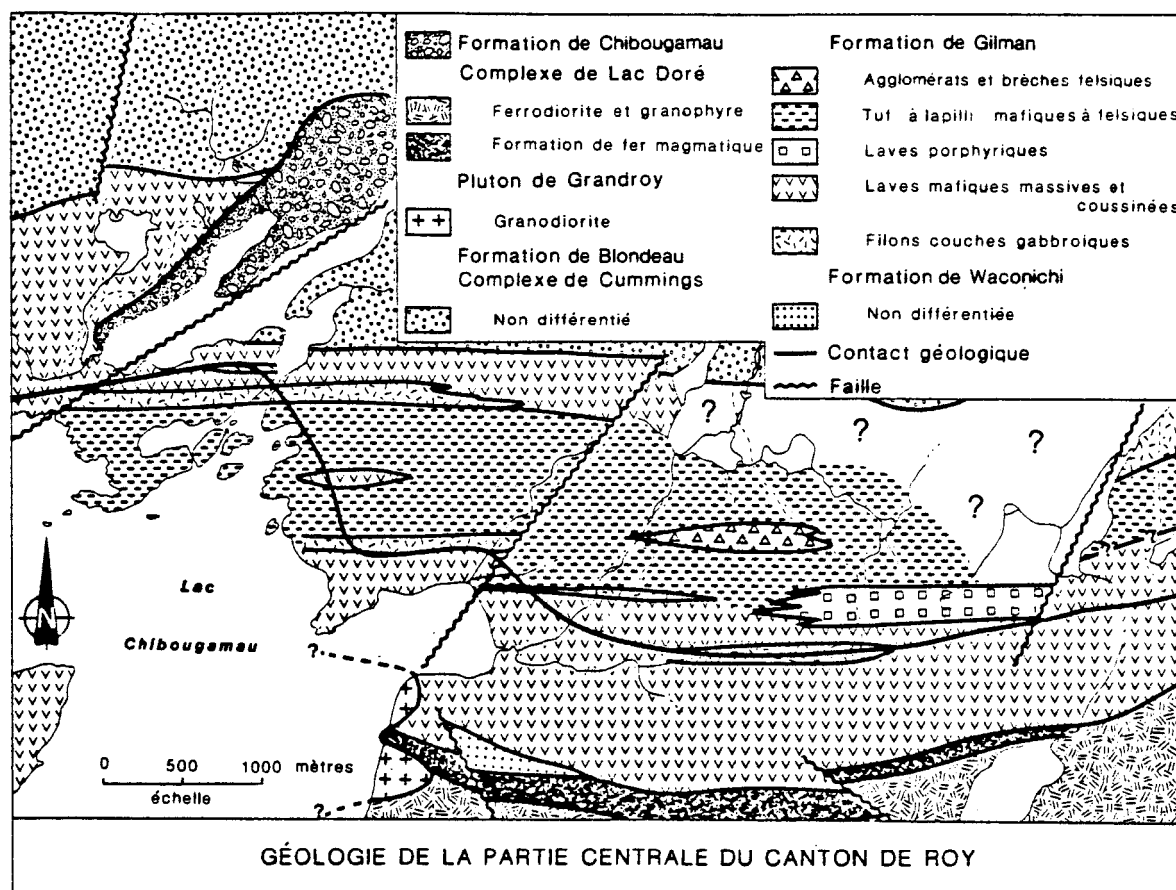 Formation de Chibougamau
Complexe de Lac Doré
Ferrodiorite et granophyre
Formation de fer magmatique
Pluton de Grandroy
+ +
Granodiorite
Formation de Blondeau
Complexe de Cummings
Non différentié
Formation de Gilman
Agglomérats et brèches felsiques
Tuf à lapilli mafiques à felsiques
Laves porphyriques
Laves mafiques massives et
coussinées
Filons couches gabbroiques
Formation de Waconichi
Non différentiée
Contact géologique
Faille
?
?
?
?
Lac
Chibougamau
?
0 500 1000 mètres
échelle
?
GÉOLOGIE DE LA PARTIE CENTRALE DU CANTON DE ROY